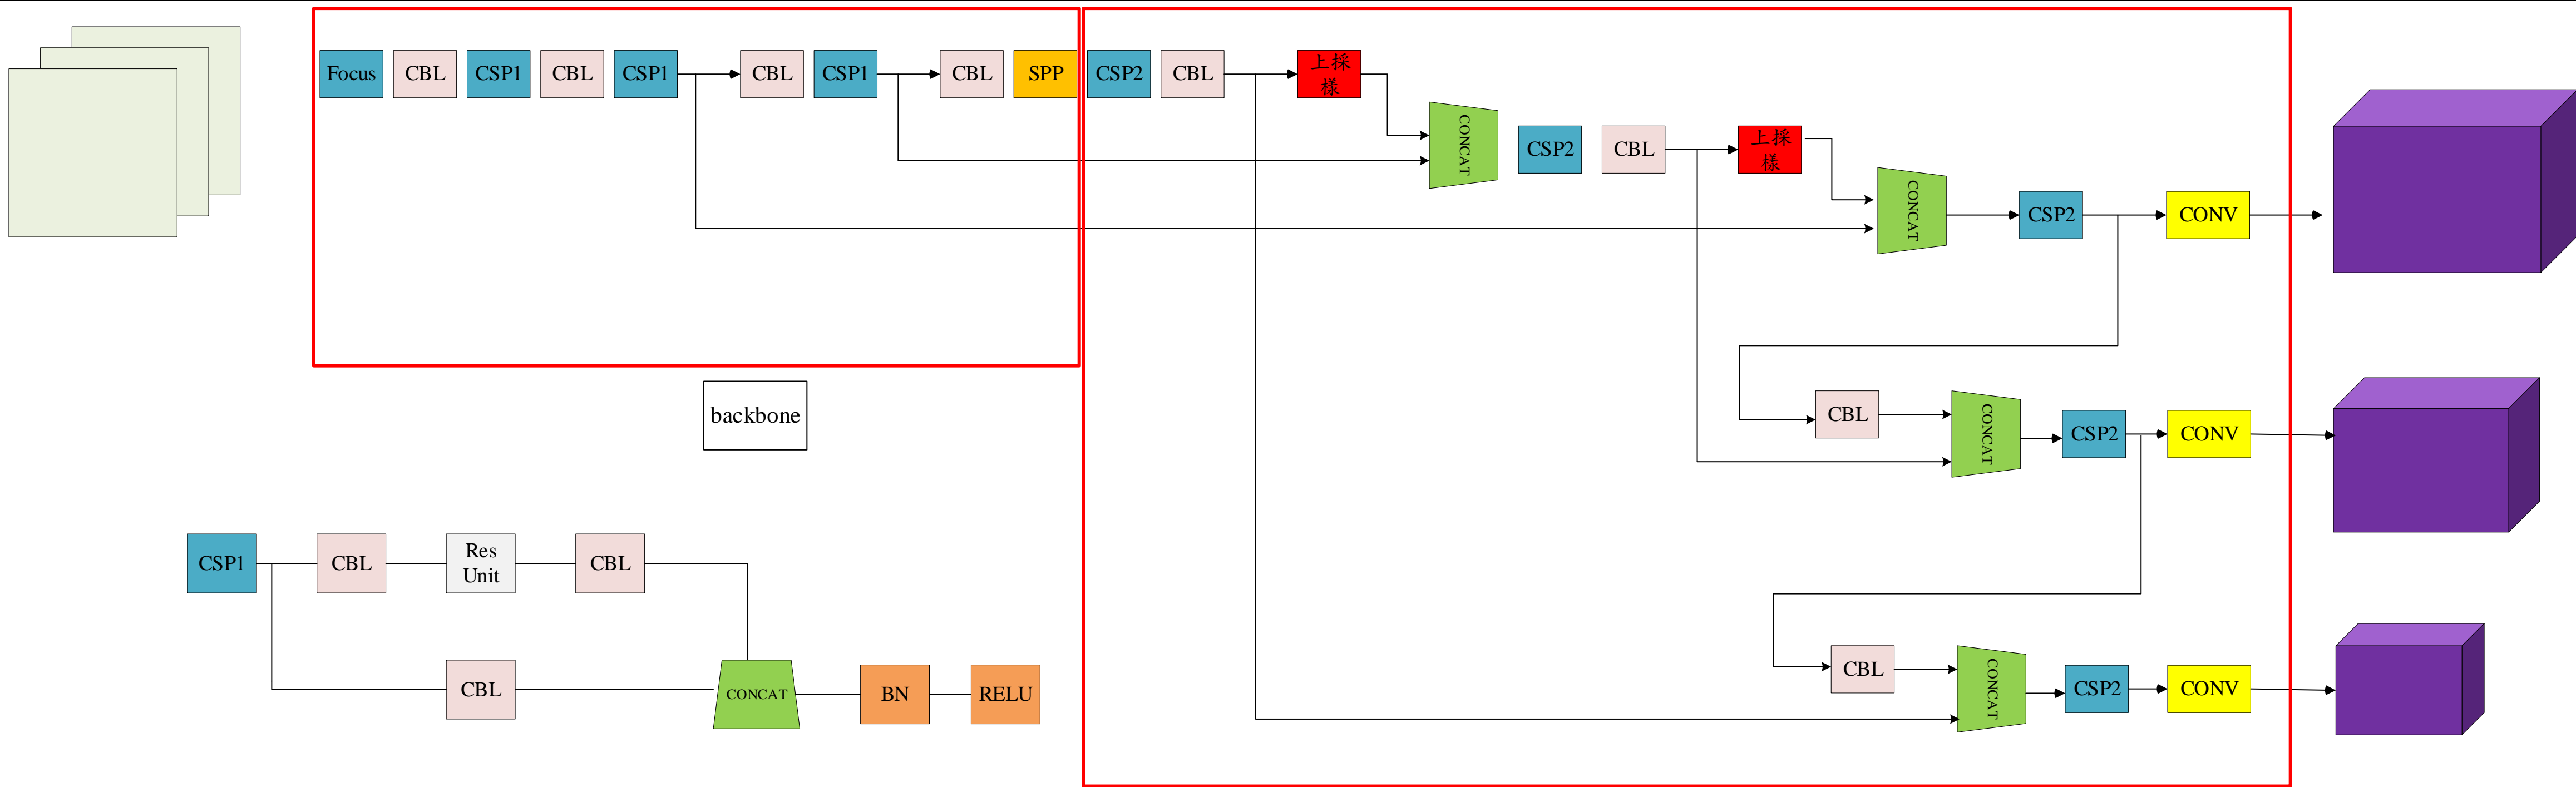 Focus
CBL
CSP1
CBL
CSP1
CBL
CSP1
CBL
SPP
CSP2
CBL
上採
樣
CONCAT
CSP2
CBL
上採
樣
CONCAT
CSP2
CONV
backbone
CBL
CONCAT
CSP2
CONV
CSP1
CBL
Res
Unit
CBL
CBL
CONCAT
BN
RELU
CBL
CONCAT
CSP2
CONV